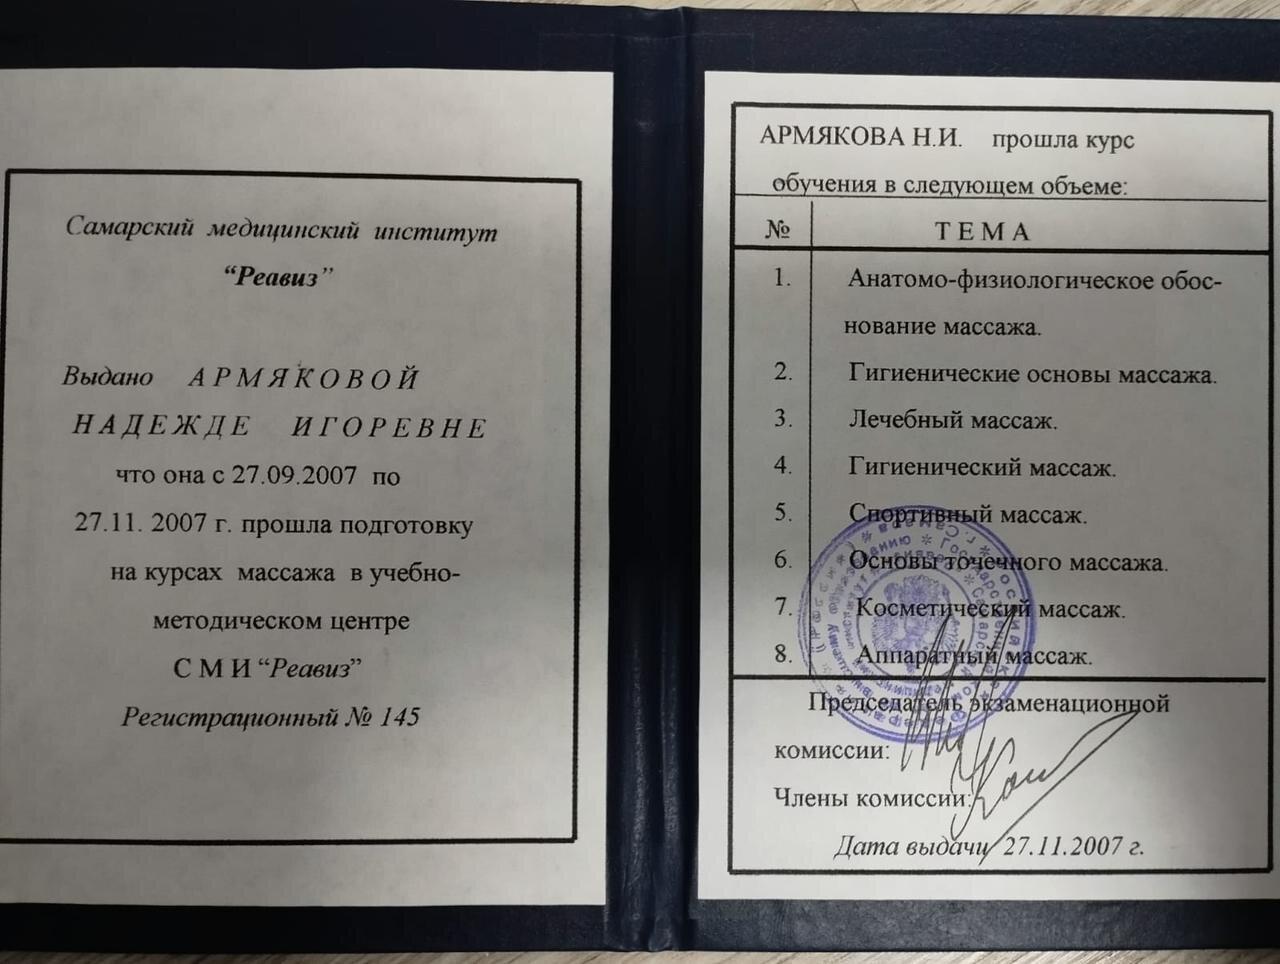 Самарский медицинский институт
“Реавиз”
Выдано АРМЯКОВОЙ
НАДЕЖДЕ ИГОРЕВНЕ
что она с 27.09.2007 по
27.11. 2007 г. прошла подготовку
на курсах массажа в учебно-
методическом центре
С М И “Реавиз”
Регистрационный № 145
АРМЯКОВА Н.И. прошла курс
обучения в следующем объеме:
№ Т Е М А
1. Анатомо-физиологическое обос-
нование массажа.
2. Гигиенические основы массажа.
3. Лечебный массаж.
4. Гигиенический массаж.
5. Спортивный массаж.
6. Основы точечного массажа.
7. Косметический массаж.
8. Аппаратный массаж.
Председатель экзаменационной
комиссии:
Члены комиссии:
Дата выдачи 27.11.2007 г.